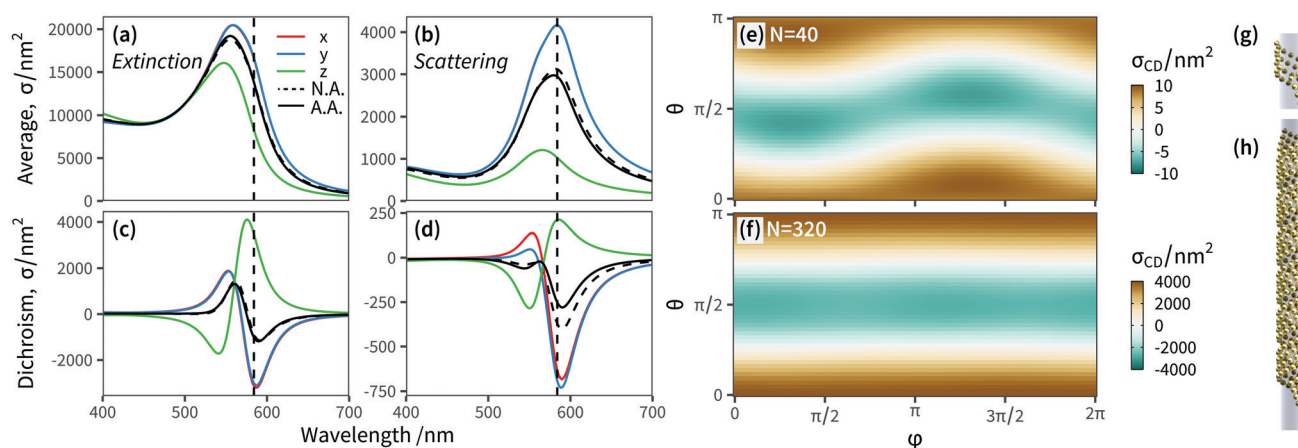 (a)
Extinction
x
y
z
N.A.
A.A.
Average, σ/nm²
20000
15000
10000
5000
0
(b)
Scattering
4000
3000
2000
1000
0
(c)
Dichroism, σ/nm²
4000
2000
0
-2000
400
500
600
700
(d)
250
0
-250
-500
-750
400
500
600
700
Wavelength /nm
(e) N=40
θ
π
π/2
0
σCD/nm²
10
5
0
-5
-10
(f) N=320
θ
π
π/2
0
0
π/2
π
3π/2
2π
φ
σCD/nm²
4000
2000
0
-2000
-4000
(g)
(h)